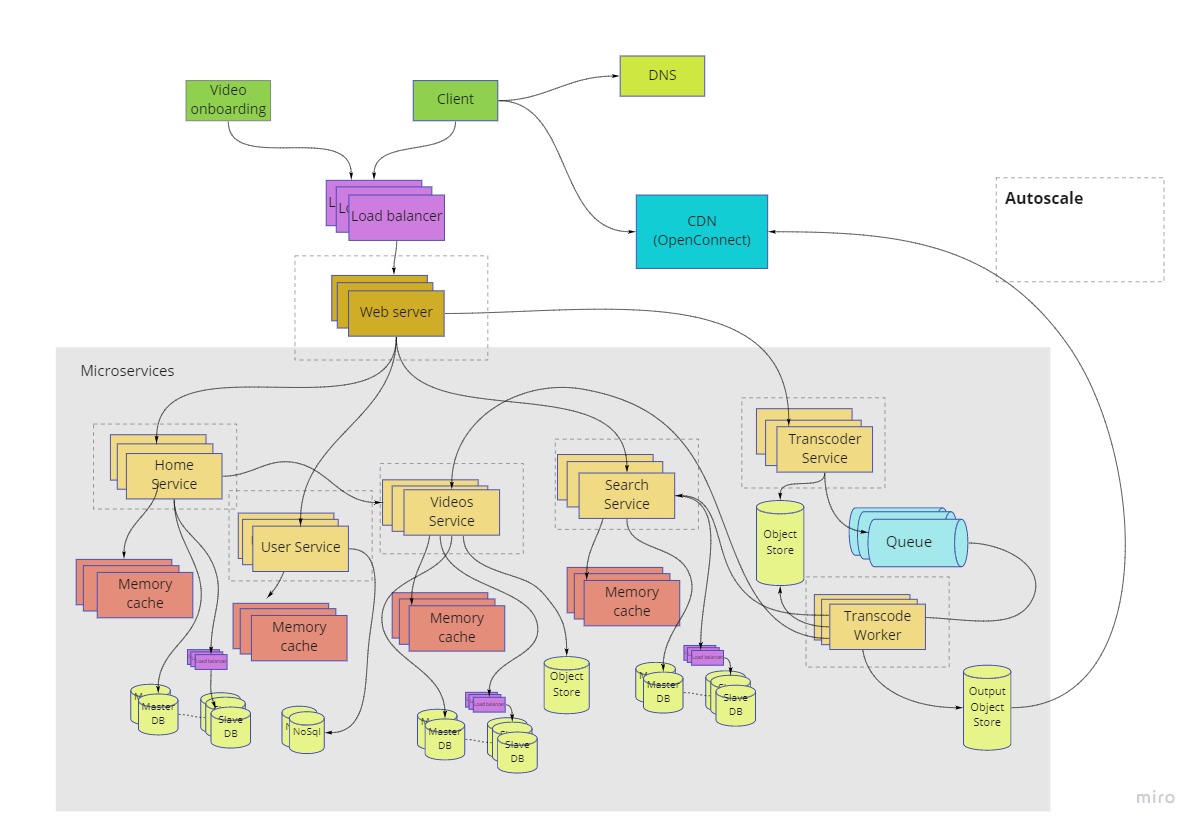 DNS
Video
onboarding
Client
Autoscale
L
Lo
Load balancer
CDN
(OpenConnect)
Web server
Microservices
Transcoder
Service
Home
Service
Search
Service
Videos
Service
User Service
Object
Store
Queue
Memory
cache
Memory
cache
Memory
cache
Memory
cache
Transcode
Worker
Load balancer
Load balancer
Load balancer
Object
Store
Output
Object
Store
M
Master
DB
Slave
DB
NoSql
M
Master
DB
Slave
DB
M
Master
DB
Slave
DB
miro